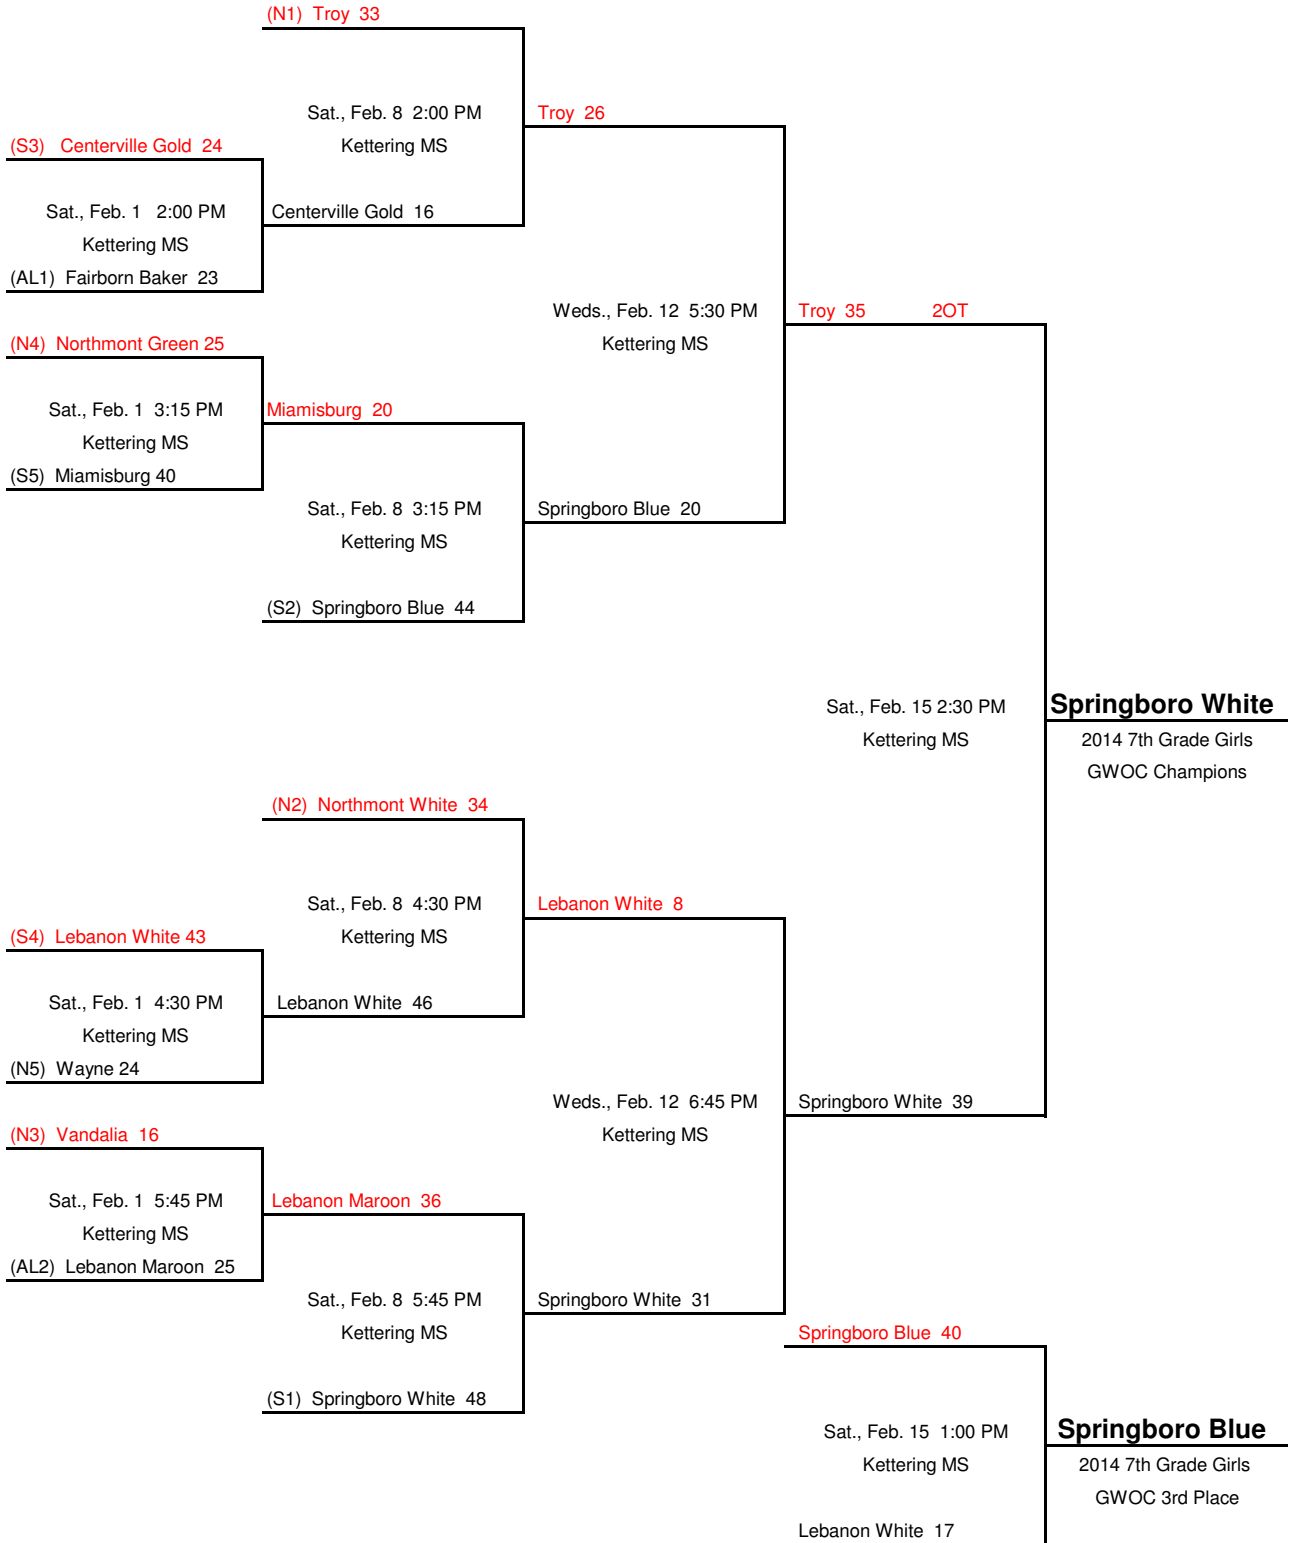 (N1) Troy 33
Sat., Feb. 8 2:00 PM
Troy 26
(S3) Centerville Gold 24
Kettering MS
Sat., Feb. 1 2:00 PM
Centerville Gold 16
Kettering MS
(AL1) Fairborn Baker 23
Weds., Feb. 12 5:30 PM
Troy 35 2OT
(N4) Northmont Green 25
Kettering MS
Sat., Feb. 1 3:15 PM
Miamisburg 20
Kettering MS
(S5) Miamisburg 40
Sat., Feb. 8 3:15 PM
Springboro Blue 20
Kettering MS
(S2) Springboro Blue 44
Sat., Feb. 15 2:30 PM
Springboro White
Kettering MS
2014 7th Grade Girls
GWOC Champions
(N2) Northmont White 34
Sat., Feb. 8 4:30 PM
Lebanon White 8
(S4) Lebanon White 43
Kettering MS
Sat., Feb. 1 4:30 PM
Lebanon White 46
Kettering MS
(N5) Wayne 24
Weds., Feb. 12 6:45 PM
Springboro White 39
(N3) Vandalia 16
Kettering MS
Sat., Feb. 1 5:45 PM
Lebanon Maroon 36
Kettering MS
(AL2) Lebanon Maroon 25
Sat., Feb. 8 5:45 PM
Springboro White 31
Kettering MS
Springboro Blue 40
(S1) Springboro White 48
Sat., Feb. 15 1:00 PM
Springboro Blue
Kettering MS
2014 7th Grade Girls
GWOC 3rd Place
Lebanon White 17